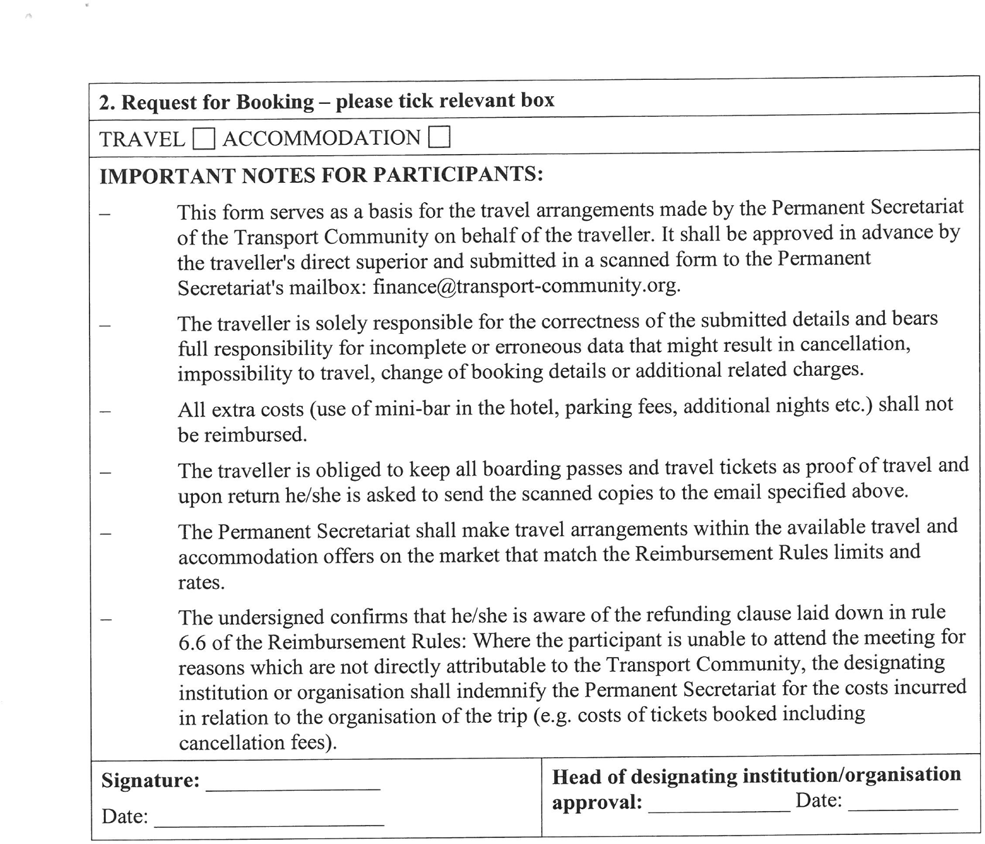 2. Request for Booking – please tick relevant box
TRAVEL ☐ ACCOMMODATION ☐
IMPORTANT NOTES FOR PARTICIPANTS:
– This form serves as a basis for the travel arrangements made by the Permanent Secretariat
of the Transport Community on behalf of the traveller. It shall be approved in advance by
the traveller's direct superior and submitted in a scanned form to the Permanent
Secretariat's mailbox: finance@transport-community.org.
– The traveller is solely responsible for the correctness of the submitted details and bears
full responsibility for incomplete or erroneous data that might result in cancellation,
impossibility to travel, change of booking details or additional related charges.
– All extra costs (use of mini-bar in the hotel, parking fees, additional nights etc.) shall not
be reimbursed.
– The traveller is obliged to keep all boarding passes and travel tickets as proof of travel and
upon return he/she is asked to send the scanned copies to the email specified above.
– The Permanent Secretariat shall make travel arrangements within the available travel and
accommodation offers on the market that match the Reimbursement Rules limits and
rates.
– The undersigned confirms that he/she is aware of the refunding clause laid down in rule
6.6 of the Reimbursement Rules: Where the participant is unable to attend the meeting for
reasons which are not directly attributable to the Transport Community, the designating
institution or organisation shall indemnify the Permanent Secretariat for the costs incurred
in relation to the organisation of the trip (e.g. costs of tickets booked including
cancellation fees).
Signature: ________________
Date: _____________________
Head of designating institution/organisation
approval: _____________ Date: __________